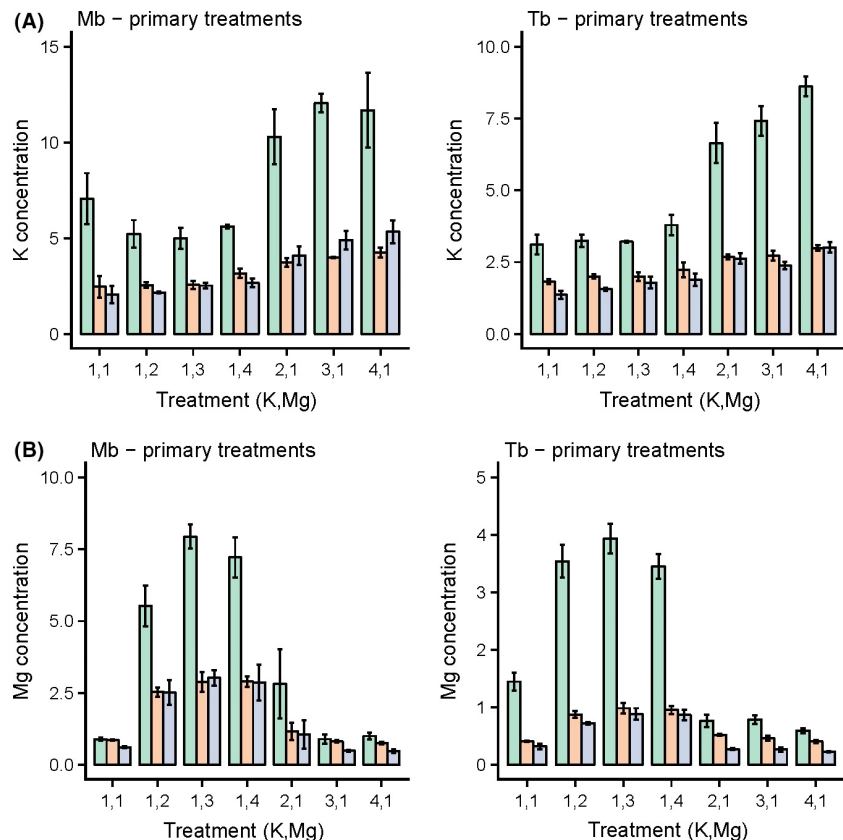 (A)
Mb − primary treatments
K concentration
15
10
5
0
1,1 1,2 1,3 1,4 2,1 3,1 4,1
Treatment (K,Mg)
Tb − primary treatments
K concentration
10.0
7.5
5.0
2.5
0.0
1,1 1,2 1,3 1,4 2,1 3,1 4,1
Treatment (K,Mg)
(B)
Mb − primary treatments
Mg concentration
10.0
7.5
5.0
2.5
0.0
1,1 1,2 1,3 1,4 2,1 3,1 4,1
Treatment (K,Mg)
Tb − primary treatments
Mg concentration
5
4
3
2
1
0
1,1 1,2 1,3 1,4 2,1 3,1 4,1
Treatment (K,Mg)